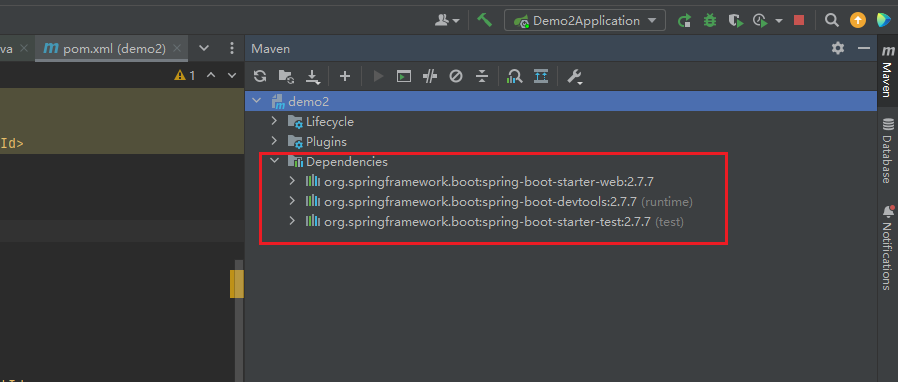 Demo2Application
va
pom.xml (demo2)
Maven
1
demo2
Lifecycle
Id>
Plugins
Dependencies
org.springframework.boot:spring-boot-starter-web:2.7.7
org.springframework.boot:spring-boot-devtools:2.7.7 (runtime)
org.springframework.boot:spring-boot-starter-test:2.7.7 (test)
Maven
Database
Notifications